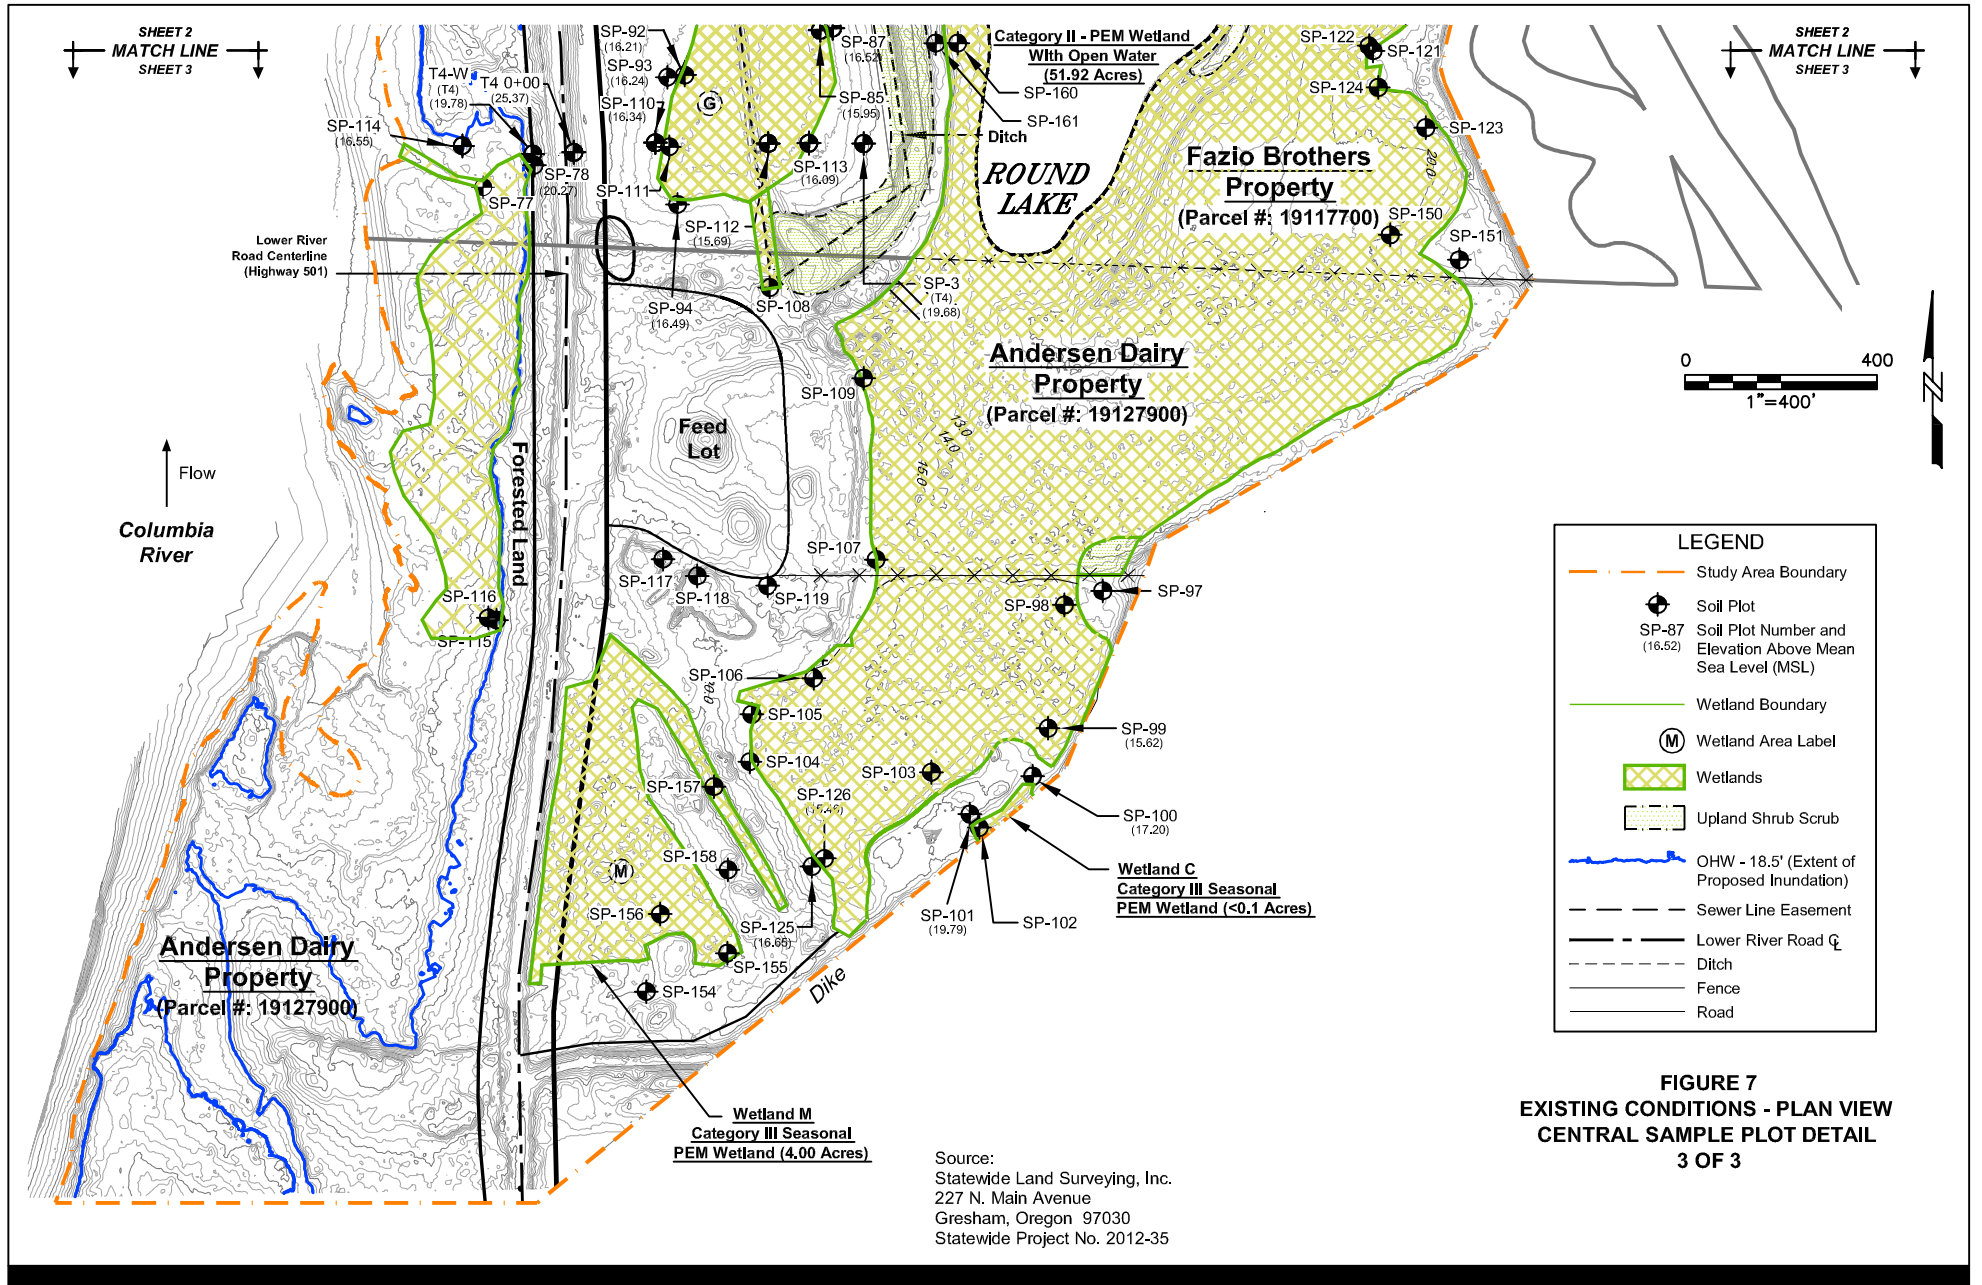 SHEET 2
MATCH LINE
SHEET 3
SHEET 2
MATCH LINE
SHEET 3
SP-92
(16.21)
SP-93
(16.24)
T4-W
(T4)
(19.78)
T4 0+00
(25.37)
SP-110
(16.34)
SP-114
(16.55)
G
SP-87
(16.52)
SP-85
(15.95)
Category II - PEM Wetland
With Open Water
(51.92 Acres)
SP-160
SP-161
Ditch
ROUND
LAKE
SP-122
SP-121
SP-124
SP-123
20.0
Fazio Brothers
Property
(Parcel #: 19117700)
SP-150
SP-151
SP-78
(20.27)
SP-77
SP-111
SP-113
(16.09)
SP-112
(15.69)
Lower River
Road Centerline
(Highway 501)
SP-94
(16.49)
SP-108
SP-3
(T4)
(19.68)
Andersen Dairy
Property
(Parcel #: 19127900)
SP-109
13.0
14.0
15.0
0
400
1"=400'
N
Feed
Lot
Forested Land
Flow
Columbia
River
SP-107
SP-117
SP-118
SP-119
SP-98
SP-97
SP-116
SP-115
SP-106
SP-105
SP-104
SP-99
(15.62)
SP-103
SP-157
SP-126
SP-100
(17.20)
SP-158
M
SP-156
SP-125
(16.65)
SP-155
SP-154
SP-101
(19.79)
SP-102
Wetland C
Category III Seasonal
PEM Wetland (<0.1 Acres)
Dike
Andersen Dairy
Property
(Parcel #: 19127900)
Wetland M
Category III Seasonal
PEM Wetland (4.00 Acres)
LEGEND
Study Area Boundary
Soil Plot
SP-87
(16.52)
Soil Plot Number and
Elevation Above Mean
Sea Level (MSL)
Wetland Boundary
M
Wetland Area Label
Wetlands
Upland Shrub Scrub
OHW - 18.5' (Extent of
Proposed Inundation)
Sewer Line Easement
Lower River Road ℄
Ditch
Fence
Road
FIGURE 7
EXISTING CONDITIONS - PLAN VIEW
CENTRAL SAMPLE PLOT DETAIL
3 OF 3
Source:
Statewide Land Surveying, Inc.
227 N. Main Avenue
Gresham, Oregon 97030
Statewide Project No. 2012-35